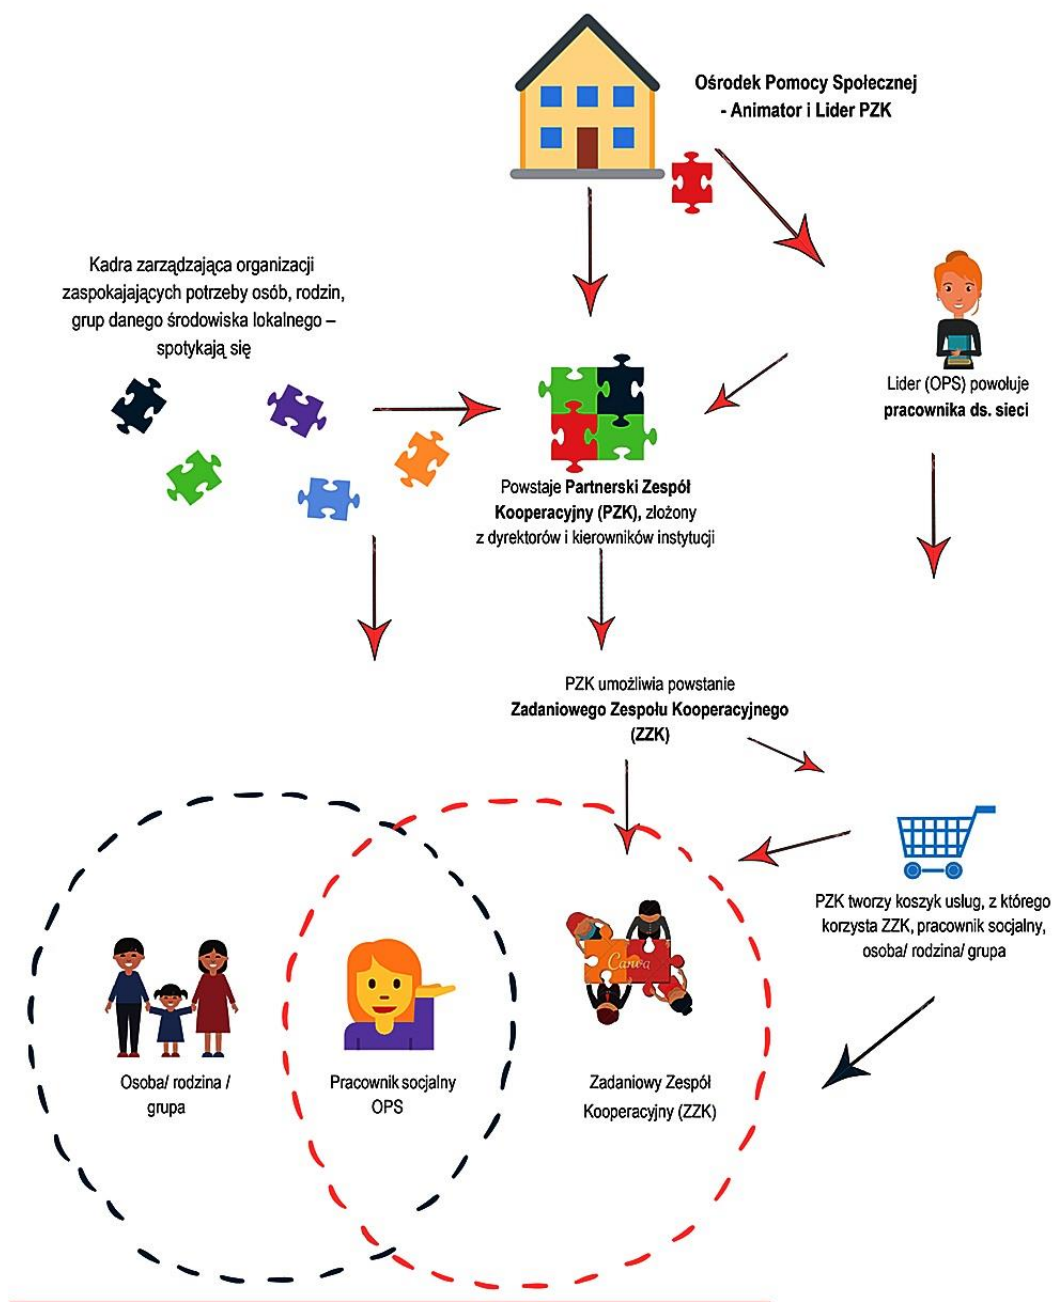 Ośrodek Pomocy Społecznej
- Animator i Lider PZK
Kadra zarządzająca organizacji
zaspokajających potrzeby osób, rodzin,
grup danego środowiska lokalnego –
spotykają się
Lider (OPS) powołuje
pracownika ds. sieci
Powstaje Partnerski Zespół
Kooperacyjny (PZK), złożony
z dyrektorów i kierowników instytucji
PZK umożliwia powstanie
Zadaniowego Zespołu Kooperacyjnego
(ZZK)
PZK tworzy koszyk usług, z którego
korzysta ZZK, pracownik socjalny,
osoba/ rodzina/ grupa
Canva
Osoba/ rodzina /
grupa
Pracownik socjalny
OPS
Zadaniowy Zespół
Kooperacyjny (ZZK)